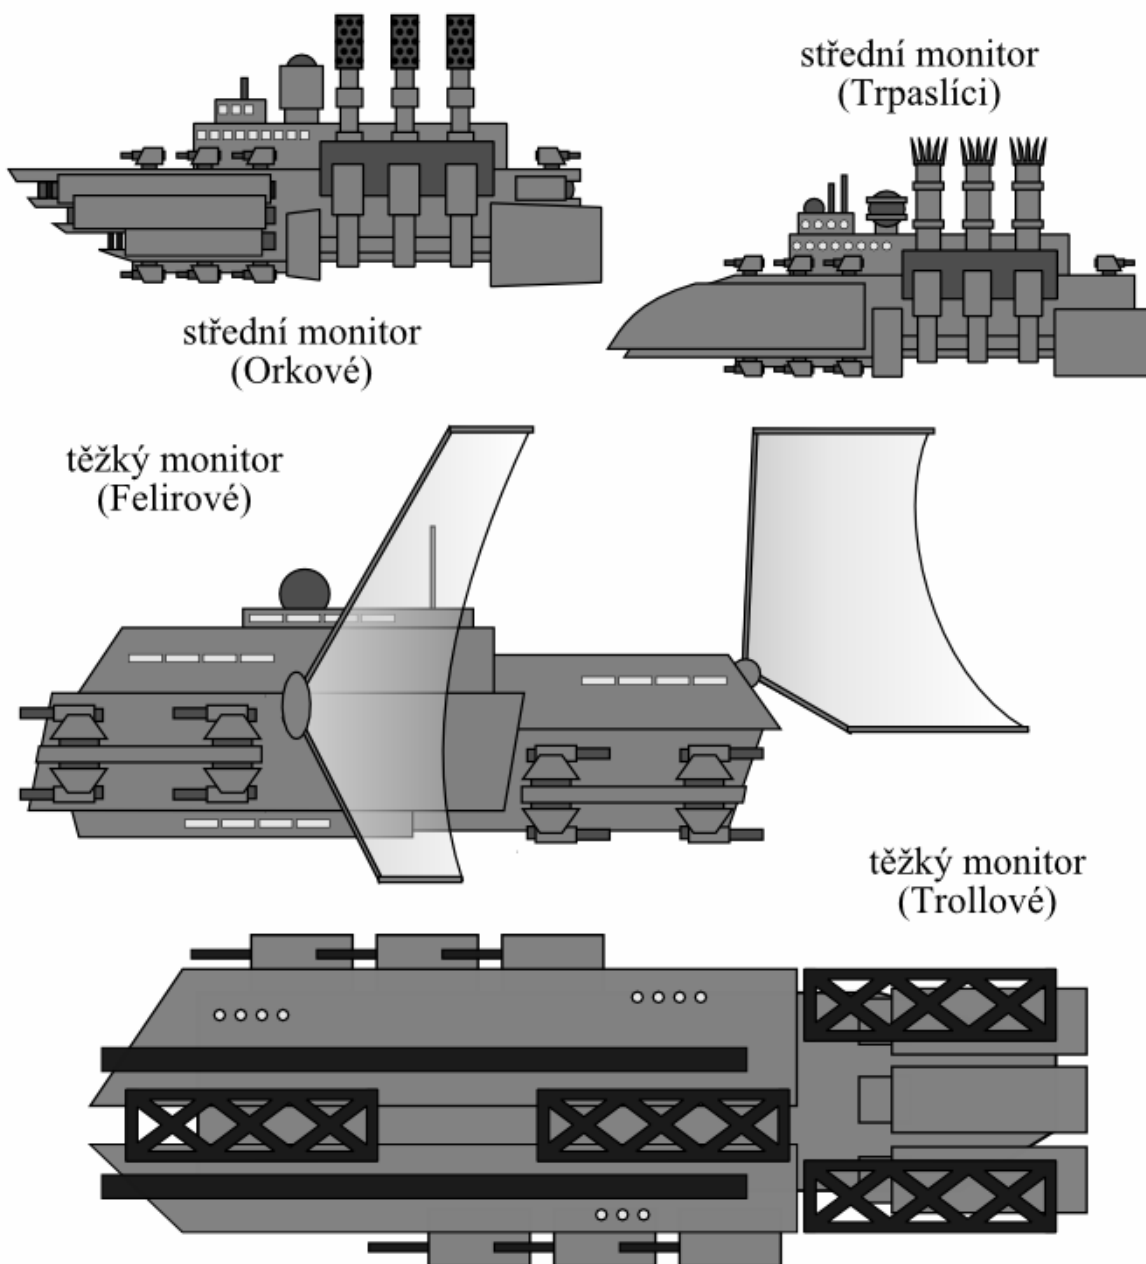 střední monitor
(Trpaslíci)
střední monitor
(Orkové)
těžký monitor
(Felirové)
těžký monitor
(Trollové)